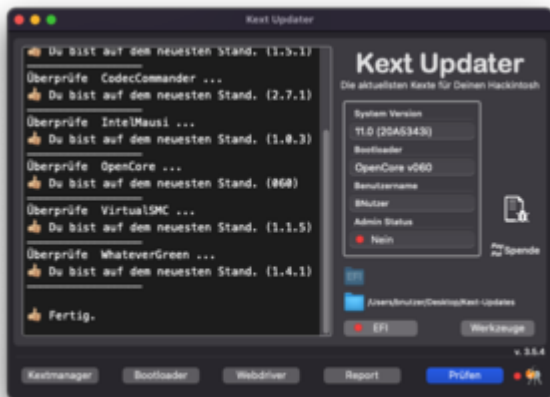 Kext Updater
Du bist auf dem neuesten Stand. (1.5.1)
Überprüfe CodecCommander ...
Du bist auf dem neuesten Stand. (2.7.1)
Überprüfe IntelMausi ...
Du bist auf dem neuesten Stand. (1.0.3)
Überprüfe OpenCore ...
Du bist auf dem neuesten Stand. (060)
Überprüfe VirtualSMC ...
Du bist auf dem neuesten Stand. (1.1.5)
Überprüfe WhateverGreen ...
Du bist auf dem neuesten Stand. (1.4.1)
Fertig.
Kext Updater
Die aktuellsten Kexte für Deinen Hackintosh
System Version
11.0 (20A5343i)
Bootloader
OpenCore v060
Benutzername
BNutzer
Admin Status
Nein
Spende
EFI
/Users/bnutzer/Desktop/Kext-Updates
EFI
Werkzeuge
v. 3.5.4
Kextmanager
Bootloader
Webdriver
Report
Prüfen